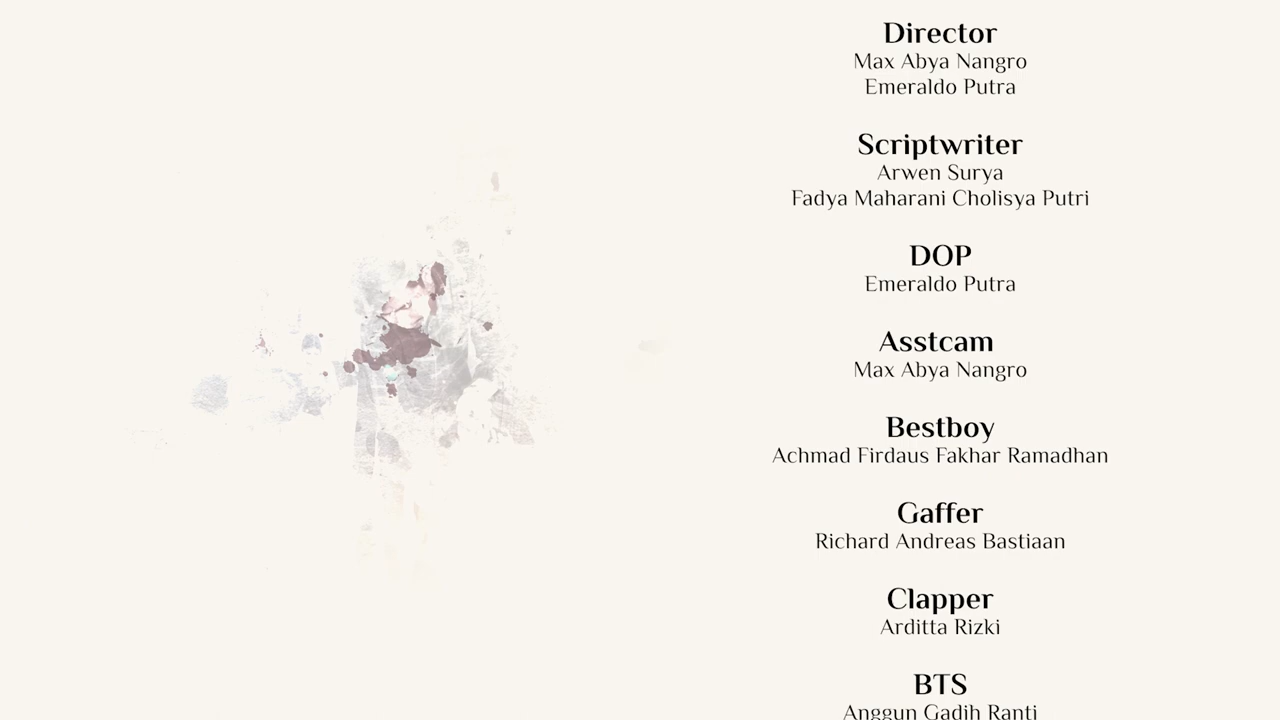 Director
Max Abya Nangro
Emeraldo Putra
Scriptwriter
Arwen Surya
Fadya Maharani Cholisya Putri
DOP
Emeraldo Putra
Asstcam
Max Abya Nangro
Bestboy
Achmad Firdaus Fakhar Ramadhan
Gaffer
Richard Andreas Bastiaan
Clapper
Arditta Rizki
BTS
Anggun Gadih Ranti